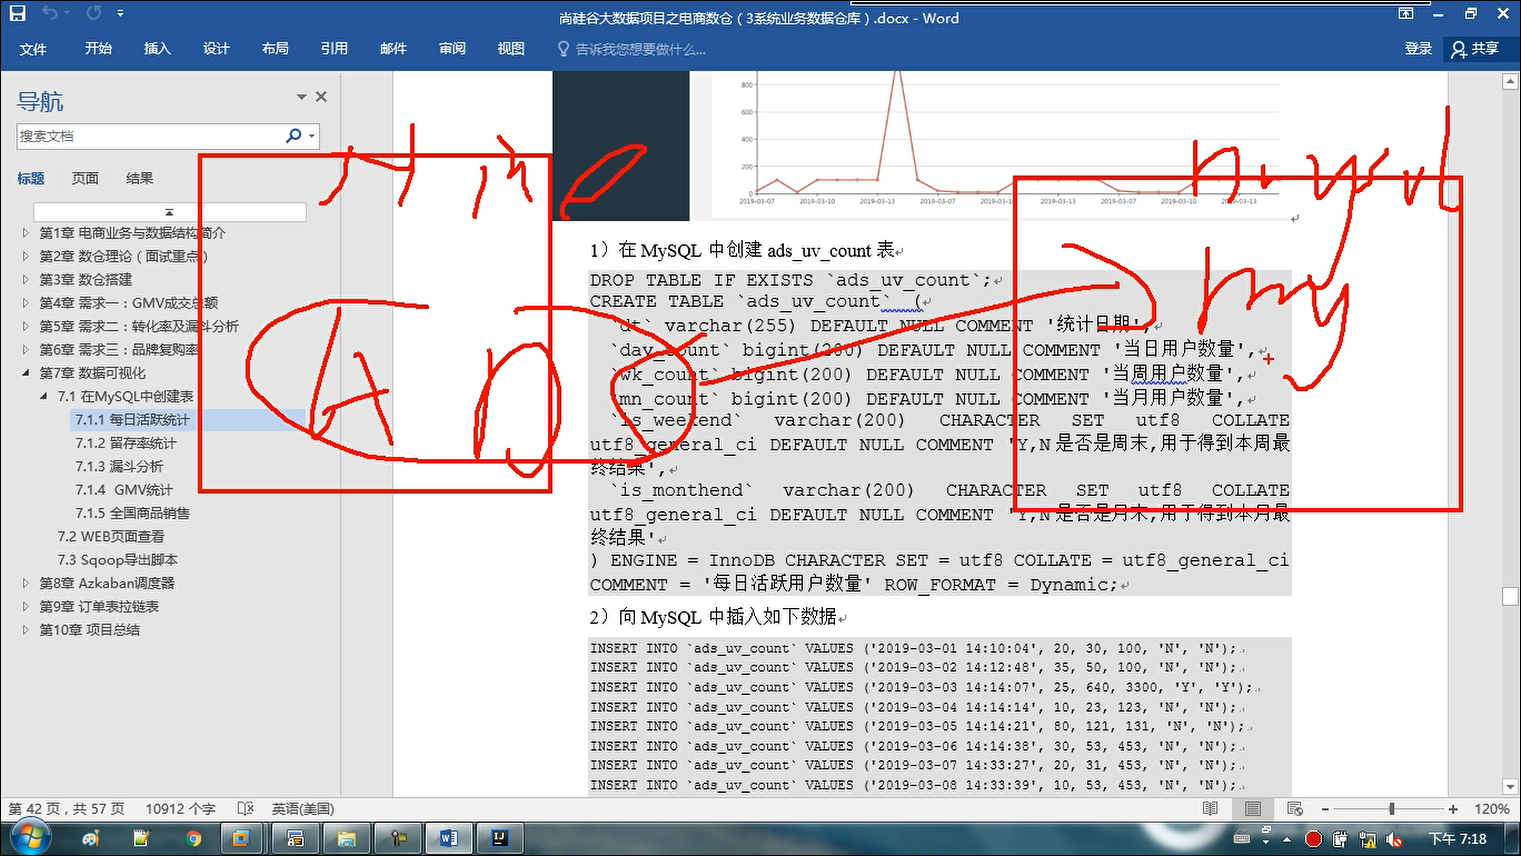 尚硅谷大数据项目之电商数仓（3系统业务数据仓库）.docx - Word
文件 开始 插入 设计 布局 引用 邮件 审阅 视图 告诉我您想要做什么... 登录 共享
导航
搜索文档
标题 页面 结果
第1章 电商业务与数据结构简介
第2章 数仓理论（面试重点）
第3章 数仓搭建
第4章 需求一：GMV成交总额
第5章 需求二：转化率及漏斗分析
第6章 需求三：品牌复购率
第7章 数据可视化
7.1 在MySQL中创建表
7.1.1 每日活跃统计
7.1.2 留存率统计
7.1.3 漏斗分析
7.1.4 GMV统计
7.1.5 全国商品销售
7.2 WEB页面查看
7.3 Sqoop导出脚本
第8章 Azkaban调度器
第9章 订单表拉链表
第10章 项目总结
800
600
400
200
0
2019-03-07 2019-03-10 2019-03-13 2019-03-07 2019-03-10 2019-03-13 2019-03-07 2019-03-10 2019-03-13
1）在 MySQL 中创建 ads_uv_count 表
DROP TABLE IF EXISTS `ads_uv_count`;
CREATE TABLE `ads_uv_count` (
`dt` varchar(255) DEFAULT NULL COMMENT '统计日期',
`day_count` bigint(200) DEFAULT NULL COMMENT '当日用户数量',
`wk_count` bigint(200) DEFAULT NULL COMMENT '当周用户数量',
`mn_count` bigint(200) DEFAULT NULL COMMENT '当月用户数量',
`is_weekend` varchar(200) CHARACTER SET utf8 COLLATE
utf8_general_ci DEFAULT NULL COMMENT 'Y,N 是否是周末,用于得到本周最
终结果',
`is_monthend` varchar(200) CHARACTER SET utf8 COLLATE
utf8_general_ci DEFAULT NULL COMMENT 'Y,N 是否是月末,用于得到本月最
终结果'
) ENGINE = InnoDB CHARACTER SET = utf8 COLLATE = utf8_general_ci
COMMENT = '每日活跃用户数量' ROW_FORMAT = Dynamic;
2）向 MySQL 中插入如下数据
INSERT INTO `ads_uv_count` VALUES ('2019-03-01 14:10:04', 20, 30, 100, 'N', 'N');
INSERT INTO `ads_uv_count` VALUES ('2019-03-02 14:12:48', 35, 50, 100, 'N', 'N');
INSERT INTO `ads_uv_count` VALUES ('2019-03-03 14:14:07', 25, 640, 3300, 'Y', 'Y');
INSERT INTO `ads_uv_count` VALUES ('2019-03-04 14:14:14', 10, 23, 123, 'N', 'N');
INSERT INTO `ads_uv_count` VALUES ('2019-03-05 14:14:21', 80, 121, 131, 'N', 'N');
INSERT INTO `ads_uv_count` VALUES ('2019-03-06 14:14:38', 30, 53, 453, 'N', 'N');
INSERT INTO `ads_uv_count` VALUES ('2019-03-07 14:33:27', 20, 31, 453, 'N', 'N');
INSERT INTO `ads_uv_count` VALUES ('2019-03-08 14:33:39', 10, 53, 453, 'N', 'N');
第 42 页，共 57 页 10912 个字 英语(美国) 120%
下午 7:18